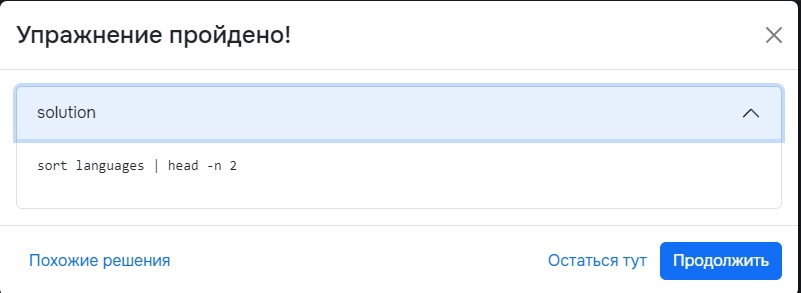 Упражнение пройдено!
solution
sort languages | head -n 2
Похожие решения
Остаться тут
Продолжить